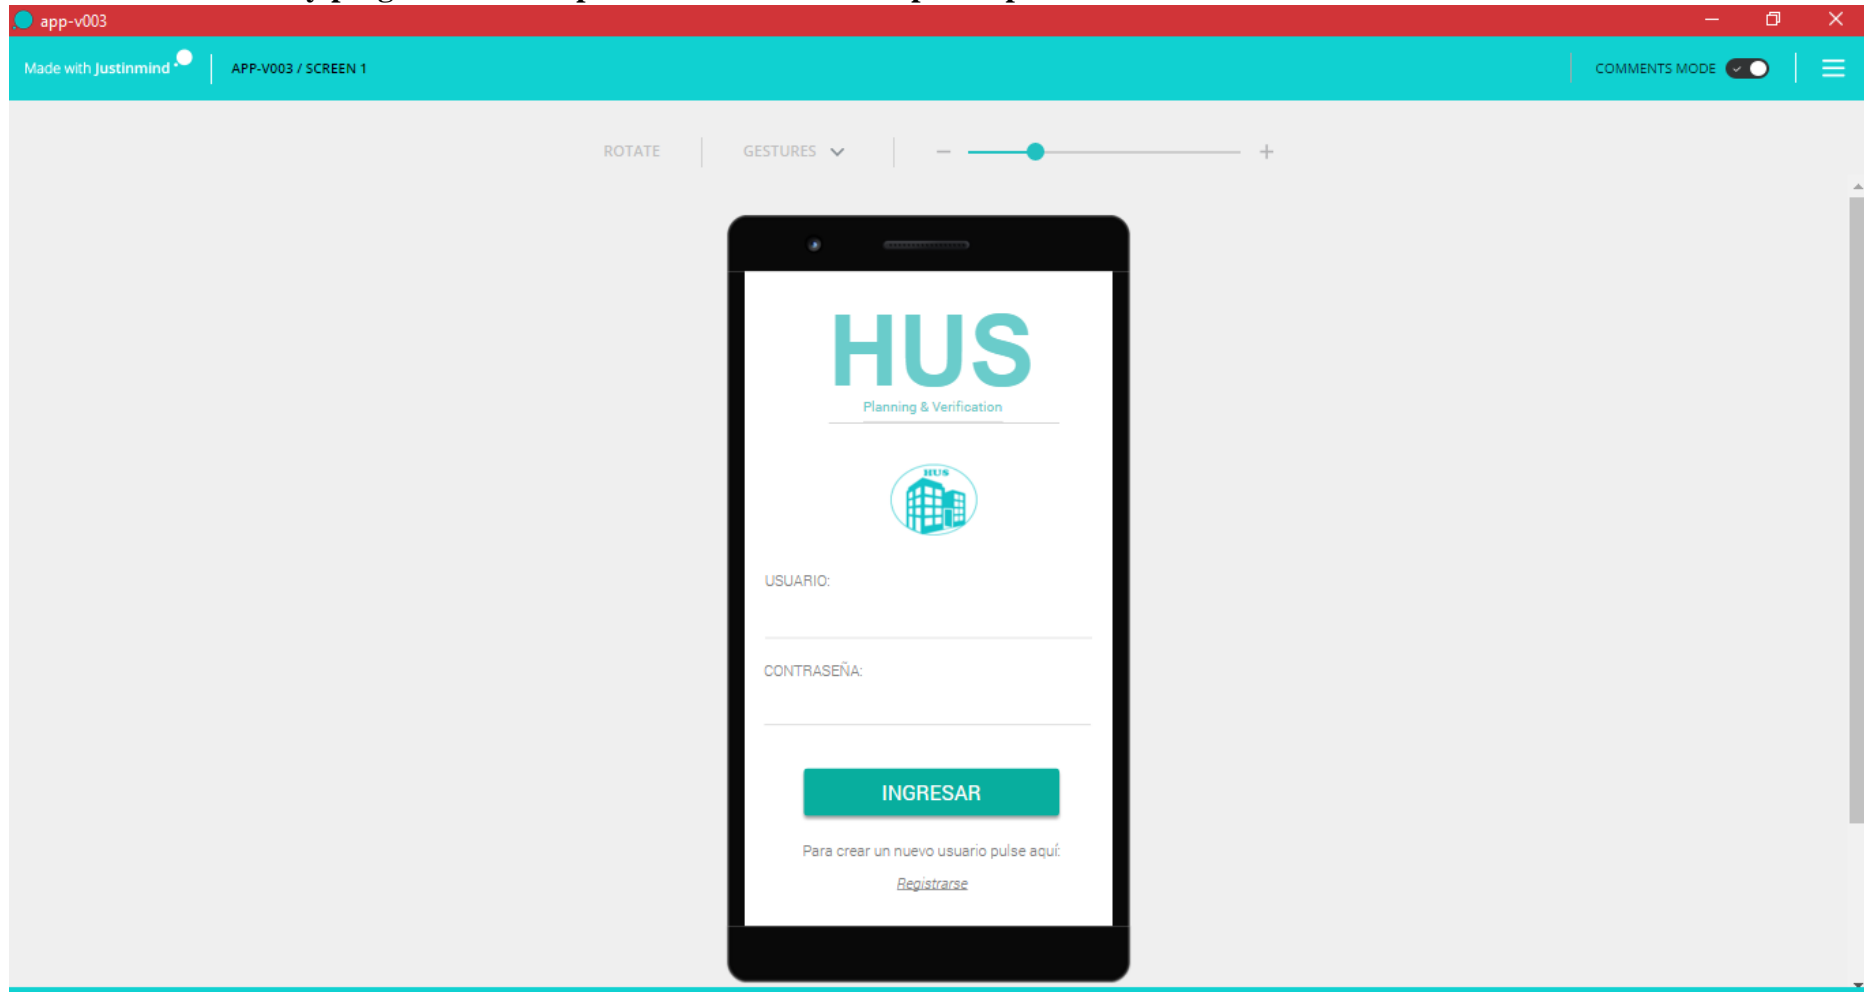 app-v003
Made with Justinmind
APP-V003 / SCREEN 1
COMMENTS MODE
ROTATE
GESTURES
HUS
Planning & Verification
HUS
USUARIO:
CONTRASEÑA:
INGRESAR
Para crear un nuevo usuario pulse aquí:
Registrarse